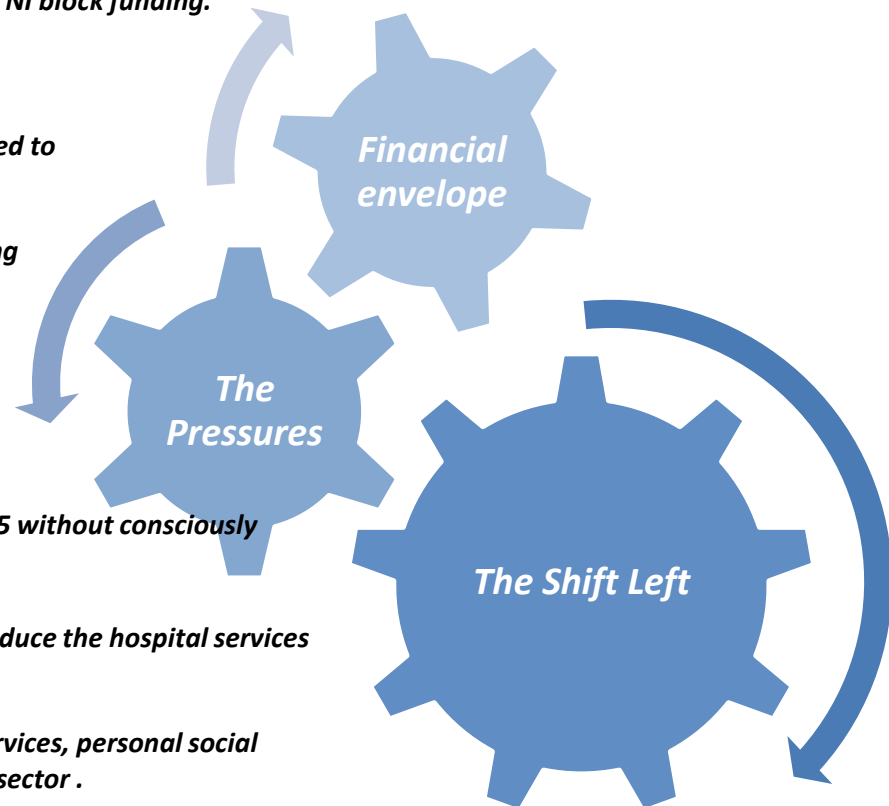 NI block funding.
Financial
envelope
ed to
ng
The
Pressures
5 without consciously
The Shift Left
duce the hospital services
rvices, personal social
sector .